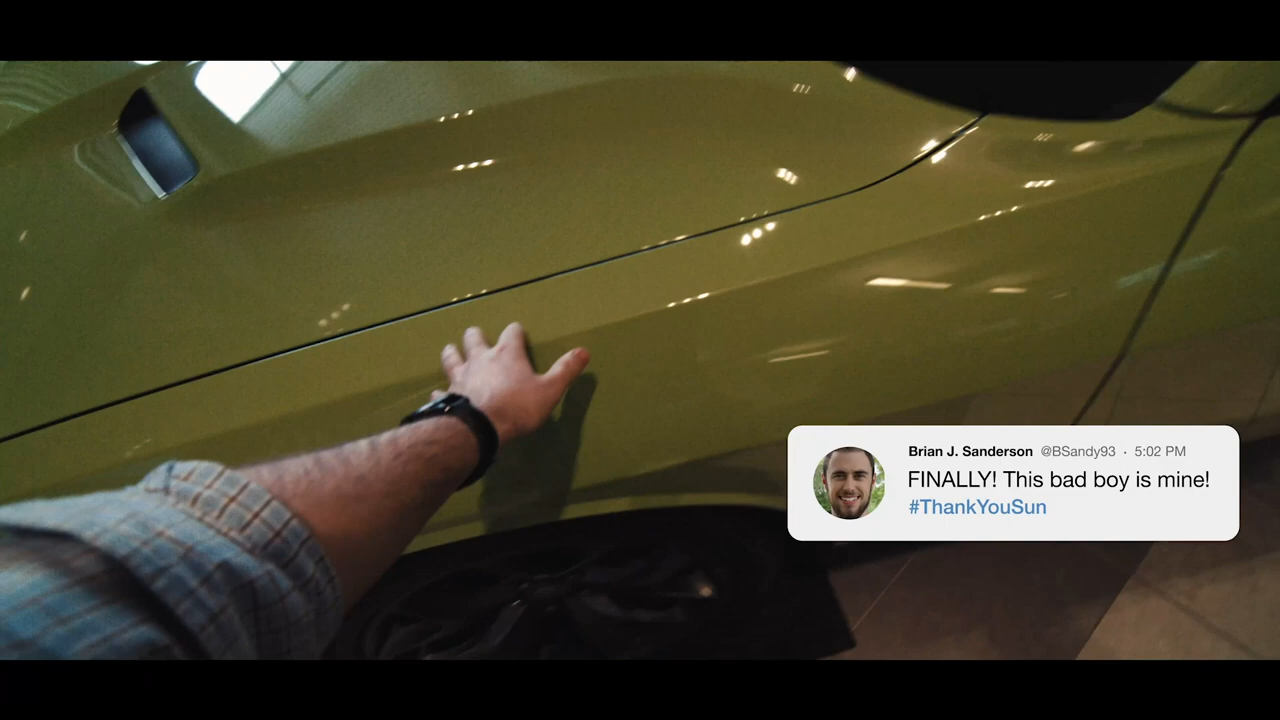 Brian J. Sanderson @BSandy93 · 5:02 PM
FINALLY! This bad boy is mine!
#ThankYouSun